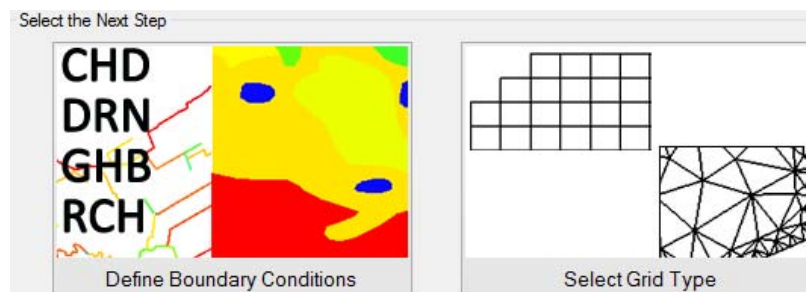 Select the Next Step
CHD
DRN
GHB
RCH
Define Boundary Conditions
Select Grid Type